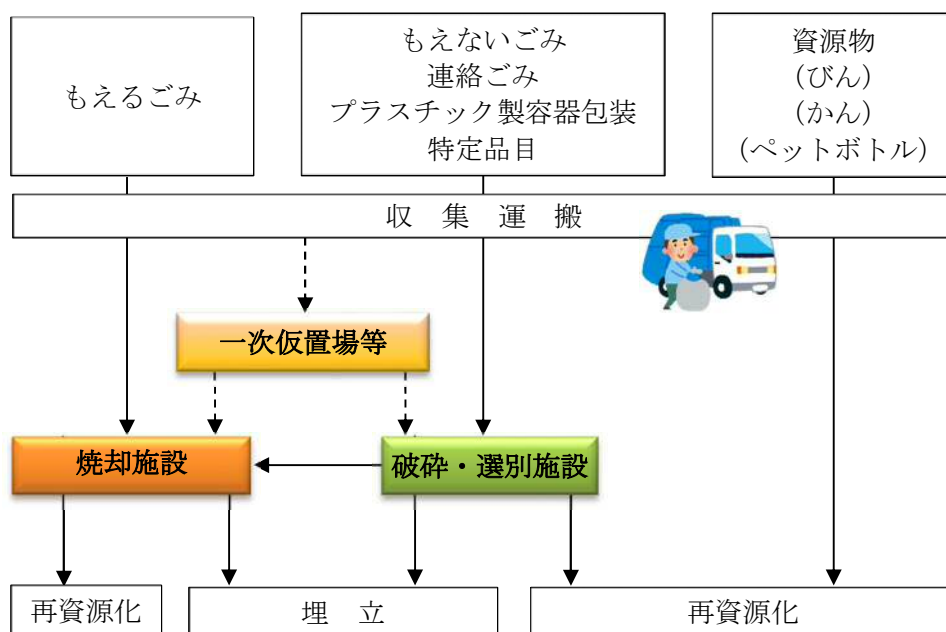 もえるごみ
もえないごみ
連絡ごみ
プラスチック製容器包装
特定品目
資源物
(びん)
(かん)
(ペットボトル)
収集運搬
一次仮置場等
焼却施設
破砕・選別施設
再資源化
埋立
再資源化